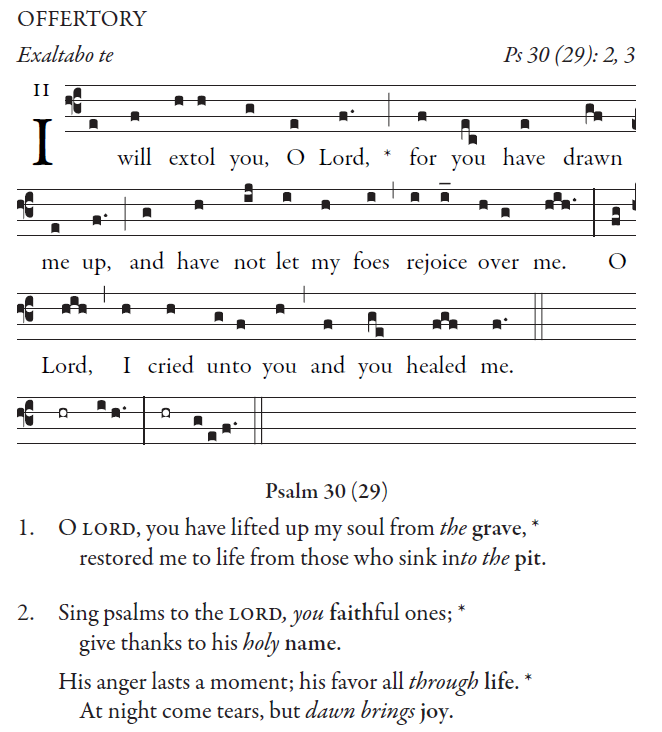 OFFERTORY
Exaltabo te Ps 30 (29): 2, 3
II
I will extol you, O Lord, * for you have drawn
me up, and have not let my foes rejoice over me. O
Lord, I cried unto you and you healed me.
Psalm 30 (29)
1. O LORD, you have lifted up my soul from the grave, *
restored me to life from those who sink into the pit.
2. Sing psalms to the LORD, you faithful ones; *
give thanks to his holy name.
His anger lasts a moment; his favor all through life. *
At night come tears, but dawn brings joy.